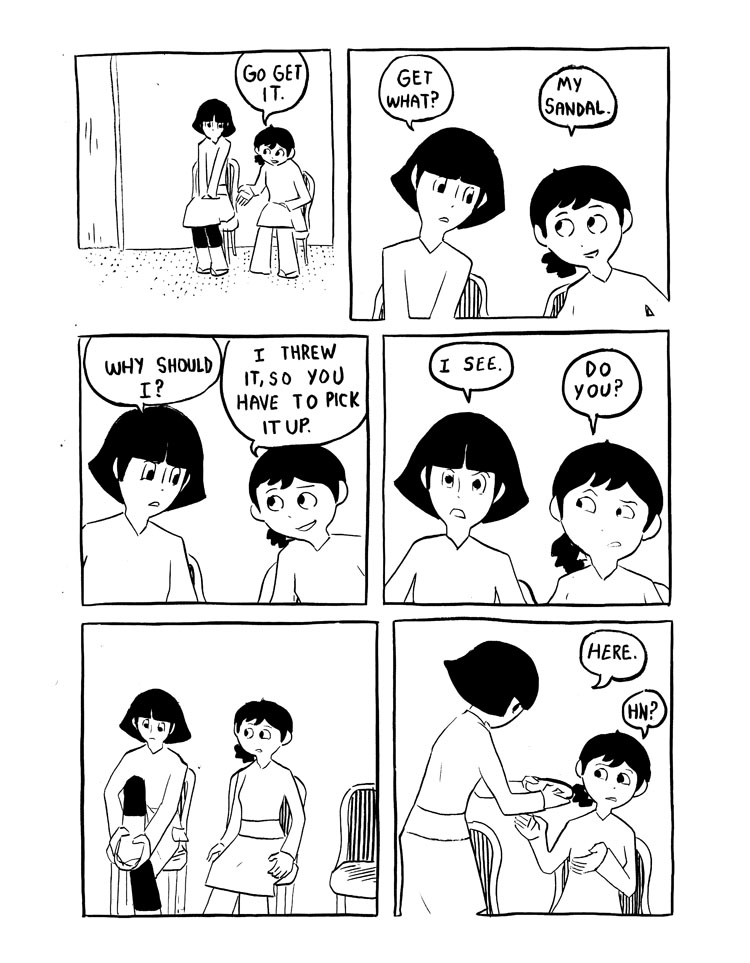 GO GET
IT.
GET
WHAT?
MY
SANDAL.
WHY SHOULD
I?
I THREW
IT, SO YOU
HAVE TO PICK
IT UP.
I SEE.
DO
YOU?
HERE.
HN?